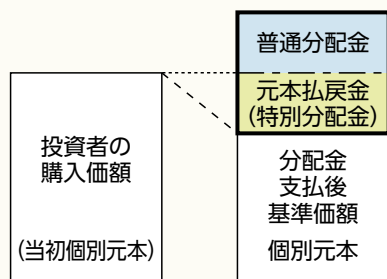 普通分配金
元本払戻金
(特別分配金)
投資者の
購入価額
(当初個別元本)
分配金
支払後
基準価額
個別元本